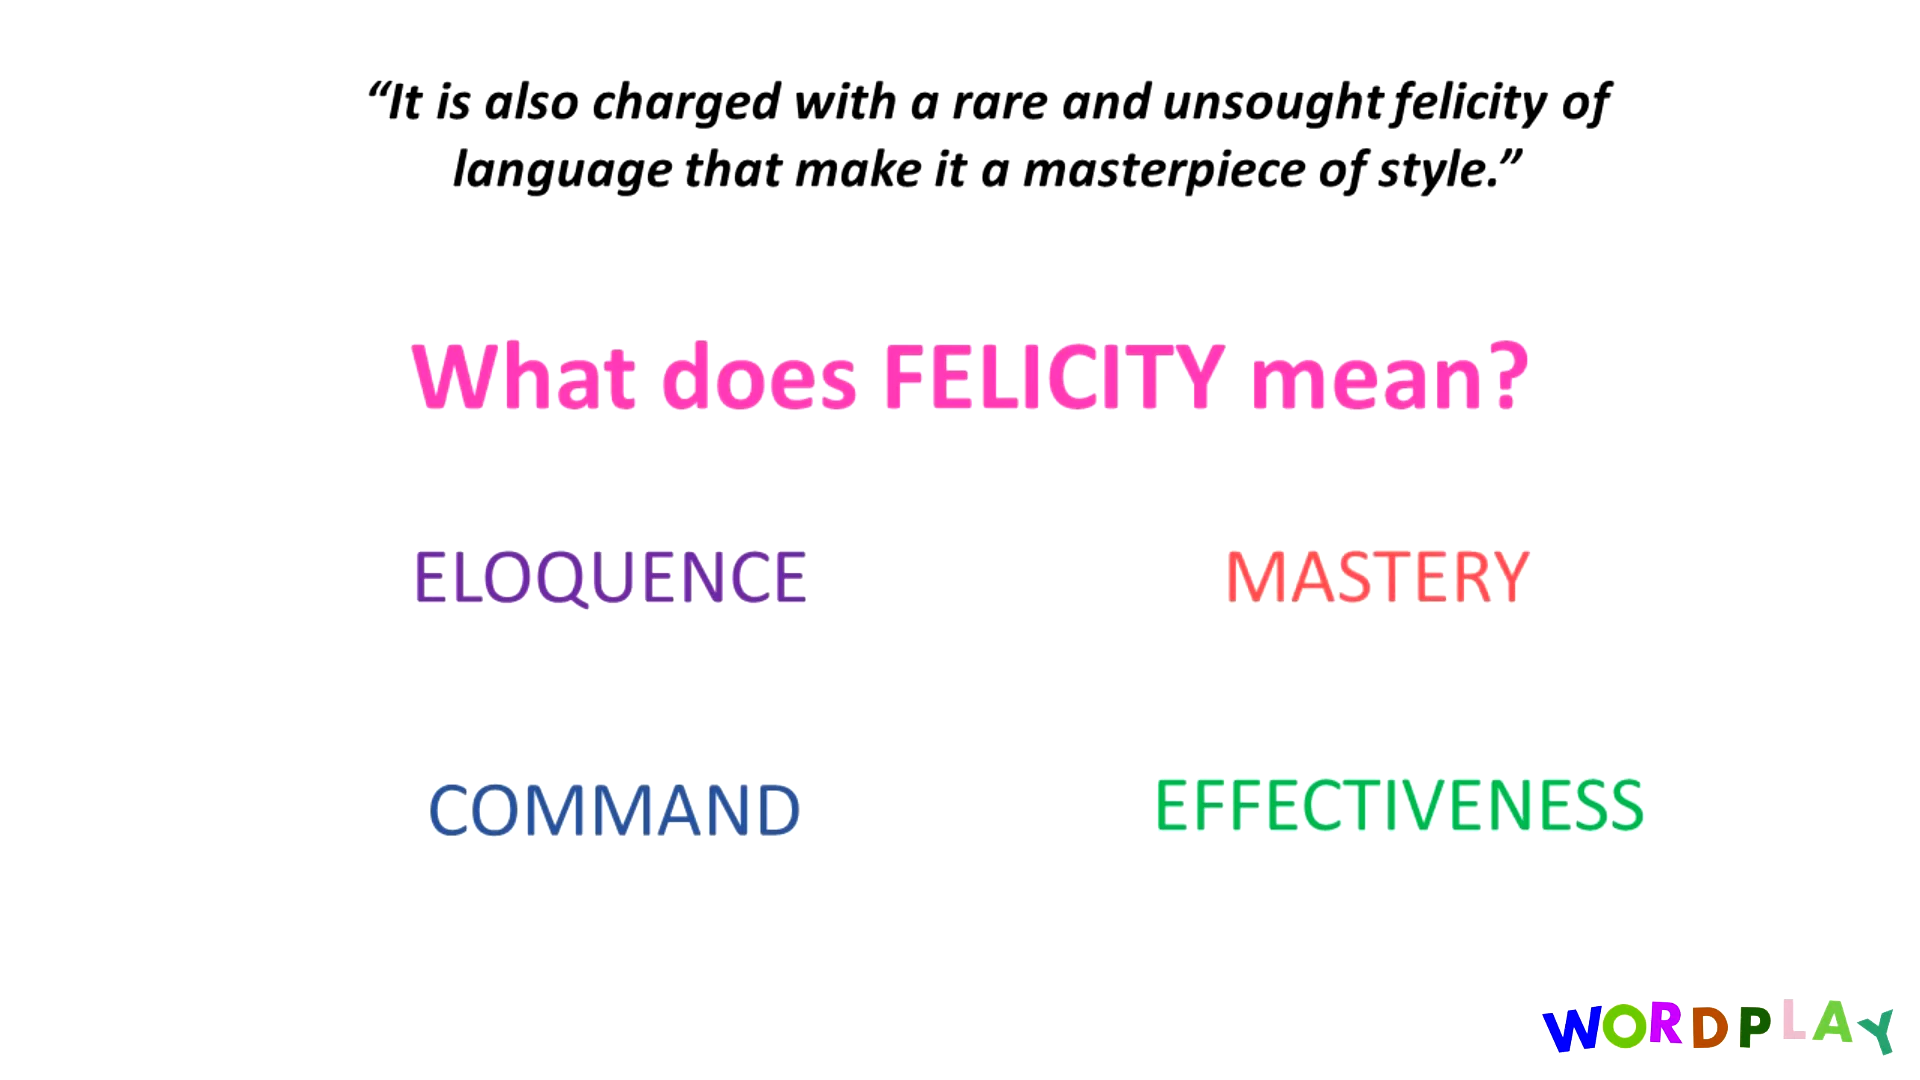 “It is also charged with a rare and unsought felicity of
language that make it a masterpiece of style.”
What does FELICITY mean?
ELOQUENCE
MASTERY
COMMAND
EFFECTIVENESS
WORDPLAY